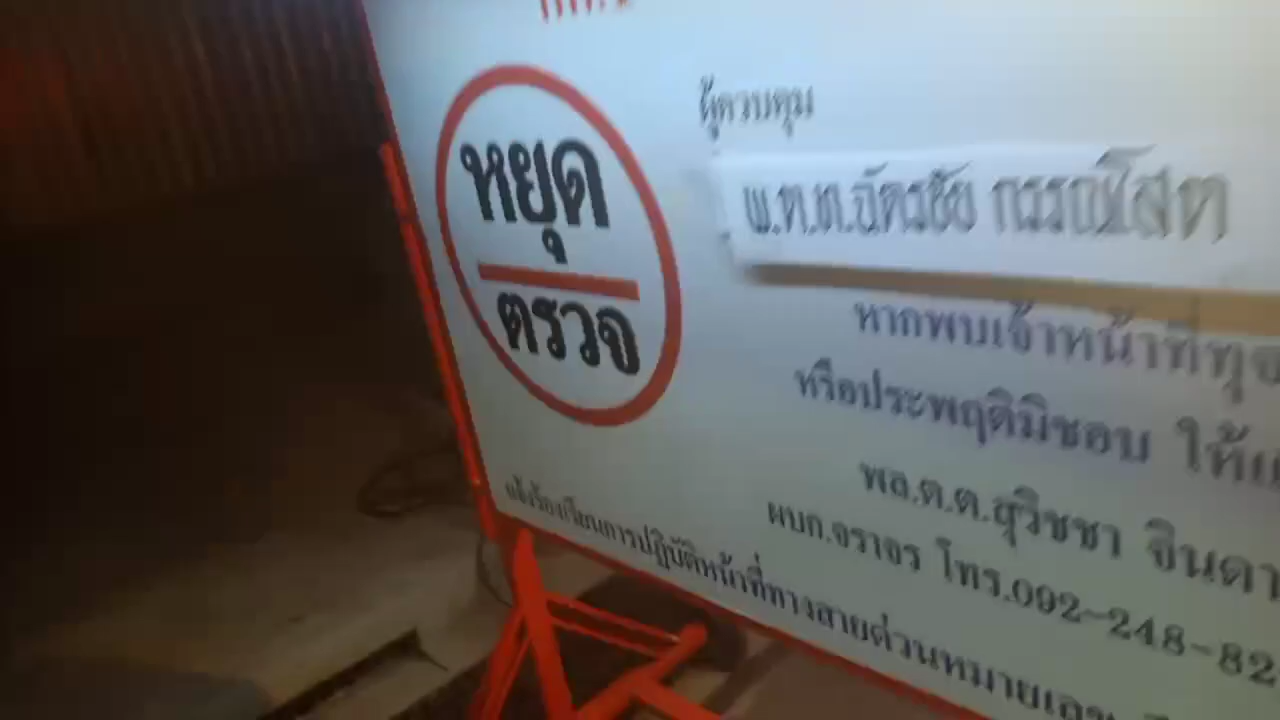 หยุด
ตรวจ
ผู้ควบคุม
พ.ต.ท.ฉัตรชัย กรรณโสต
หากพบเจ้าหน้าที่ทุจ
หรือประพฤติมิชอบ ให้แ
พล.ต.ต.สุวิชชา จินดา
ผบก.จราจร โทร.092-248-82
แจ้งร้องเรียนการปฏิบัติหน้าที่ทางสายด่วนหมายเลข